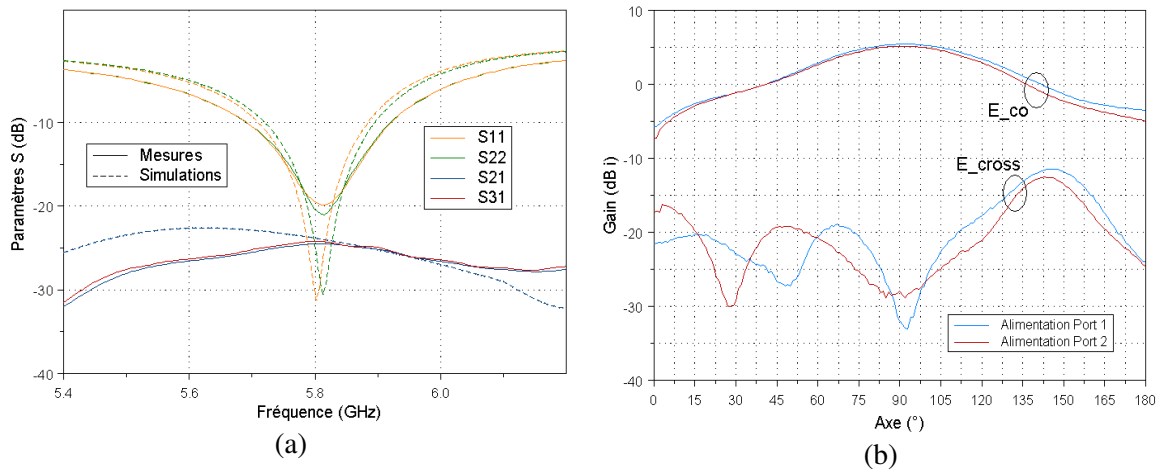 -10
-20
-30
-40
Paramètres S (dB)
Mesures
Simulations
S11
S22
S21
S31
5.4
5.6
5.8
6.0
Fréquence (GHz)
(a)
10
5
0
-10
-20
-30
-40
Gain (dB i)
E_co
E_cross
Alimentation Port 1
Alimentation Port 2
0
15
30
45
60
75
90
105
120
135
150
165
180
Axe (°)
(b)